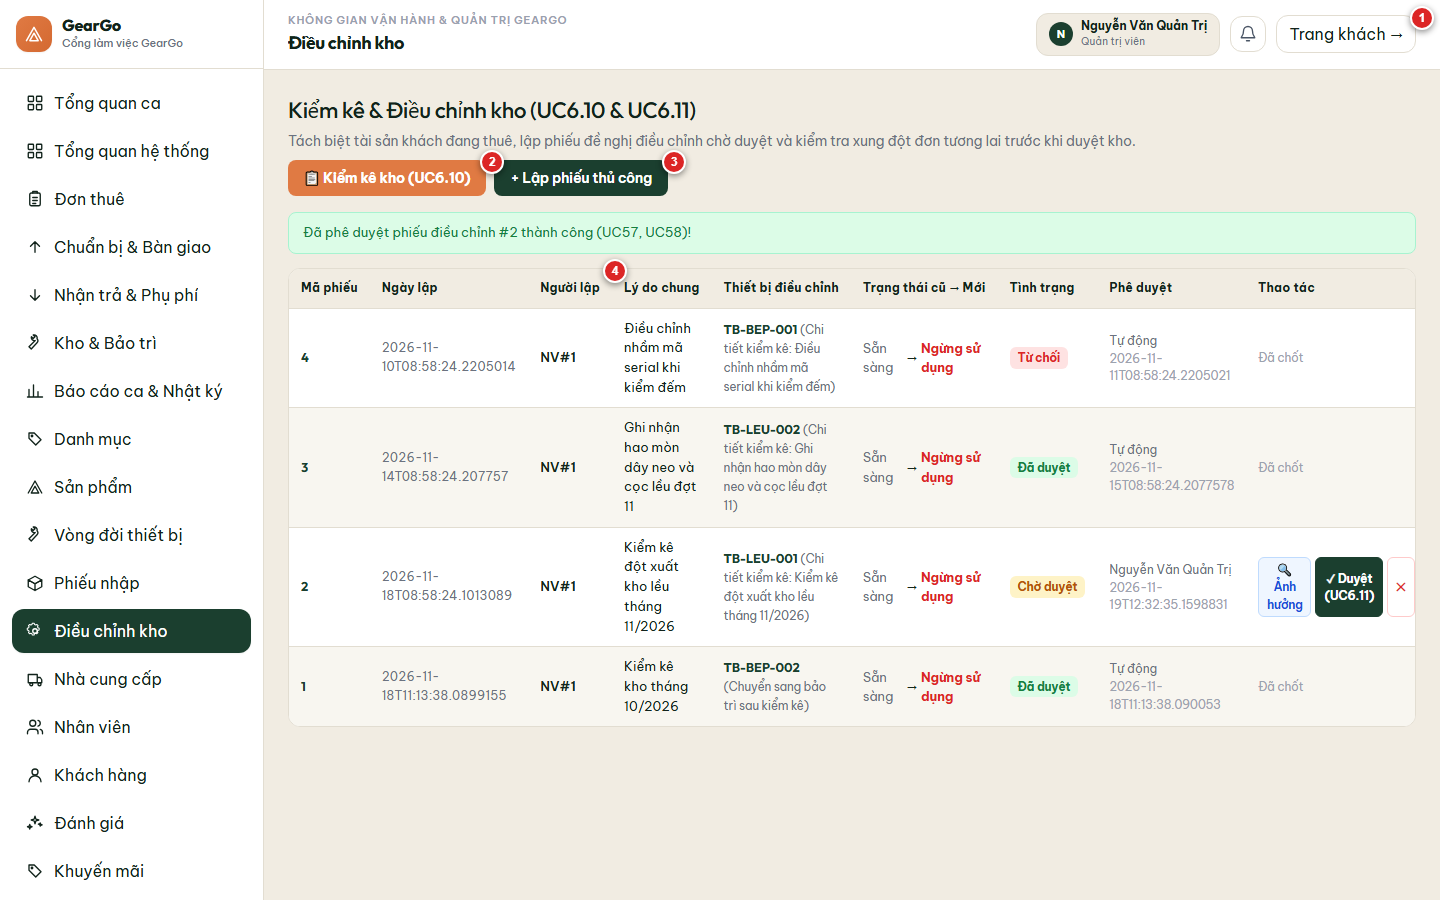 GearGo
Cổng làm việc GearGo
Tổng quan ca
Tổng quan hệ thống
Đơn thuê
Chuẩn bị & Bàn giao
Nhận trả & Phụ phí
Kho & Bảo trì
Báo cáo ca & Nhật ký
Danh mục
Sản phẩm
Vòng đời thiết bị
Phiếu nhập
Điều chỉnh kho
Nhà cung cấp
Nhân viên
Khách hàng
Đánh giá
Khuyến mãi
KHÔNG GIAN VẬN HÀNH & QUẢN TRỊ GEARGO
Điều chỉnh kho
N
Nguyễn Văn Quản Trị
Quản trị viên
Trang khách →
1
Kiểm kê & Điều chỉnh kho (UC6.10 & UC6.11)
Tách biệt tài sản khách đang thuê, lập phiếu đề nghị điều chỉnh chờ duyệt và kiểm tra xung đột đơn tương lai trước khi duyệt kho.
📋 Kiểm kê kho (UC6.10)
2
+ Lập phiếu thủ công
3
Đã phê duyệt phiếu điều chỉnh #2 thành công (UC57, UC58)!
4
Mã phiếu Ngày lập Người lập Lý do chung Thiết bị điều chỉnh Trạng thái cũ → Mới Tình trạng Phê duyệt Thao tác
4
2026-11-
10T08:58:24.2205014
NV#1
Điều chỉnh
nhầm mã
serial khi
kiểm đếm
TB-BEP-001 (Chi
tiết kiểm kê: Điều
chỉnh nhầm mã
serial khi kiểm đếm)
Sẵn
sàng
→
Ngừng sử
dụng
Từ chối
Tự động
2026-11-
11T08:58:24.2205021
Đã chốt
3
2026-11-
14T08:58:24.207757
NV#1
Ghi nhận
hao mòn
dây neo và
cọc lều đợt
11
TB-LEU-002 (Chi
tiết kiểm kê: Ghi
nhận hao mòn dây
neo và cọc lều đợt
11)
Sẵn
sàng
→
Ngừng sử
dụng
Đã duyệt
Tự động
2026-11-
15T08:58:24.2077578
Đã chốt
2
2026-11-
18T08:58:24.1013089
NV#1
Kiểm kê
đột xuất
kho lều
tháng
11/2026
TB-LEU-001 (Chi
tiết kiểm kê: Kiểm kê
đột xuất kho lều
tháng 11/2026)
Sẵn
sàng
→
Ngừng sử
dụng
Chờ duyệt
Nguyễn Văn Quản Trị
2026-11-
19T12:32:35.1598831
🔍
Ảnh
hưởng
✓ Duyệt
(UC6.11)
✕
1
2026-11-
18T11:13:38.0899155
NV#1
Kiểm kê
kho tháng
10/2026
TB-BEP-002
(Chuyển sang bảo
trì sau kiểm kê)
Sẵn
sàng
→
Ngừng sử
dụng
Đã duyệt
Tự động
2026-11-
18T11:13:38.090053
Đã chốt